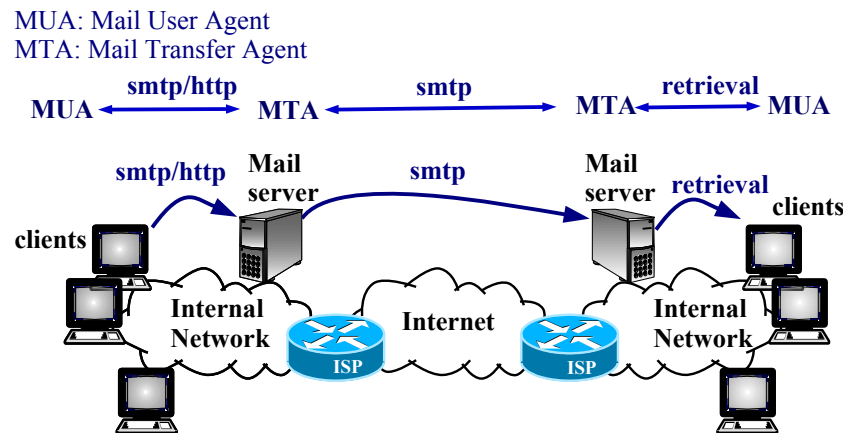 MUA: Mail User Agent
MTA: Mail Transfer Agent
smtp/http smtp retrieval
MUA MTA MTA MUA
Mail server
smtp/http
smtp
Mail server
retrieval
clients
clients
Internal
Network
Internet
Internal
Network
ISP
ISP